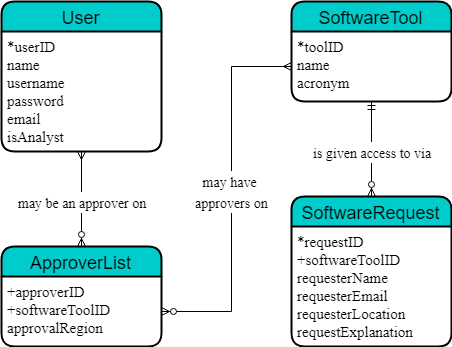 User
*userID
name
username
password
email
isAnalyst
SoftwareTool
*toolID
name
acronym
may be an approver on
may have
approvers on
is given access to via
ApproverList
+approverID
+softwareToolID
approvalRegion
SoftwareRequest
*requestID
+softwareToolID
requesterName
requesterEmail
requesterLocation
requestExplanation